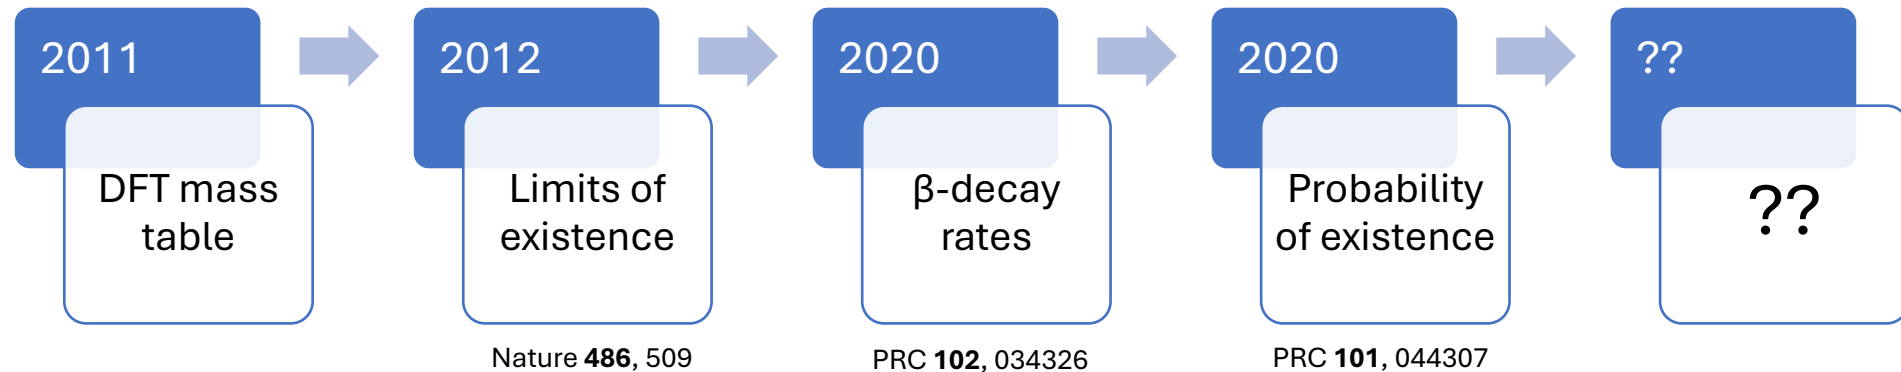 2011
DFT mass
table
2012
Limits of
existence
Nature 486, 509
2020
β-decay
rates
PRC 102, 034326
2020
Probability
of existence
PRC 101, 044307
??
??